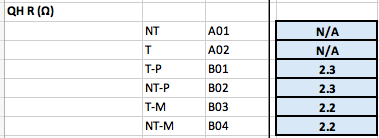 QH R (Ω)
NT A01 N/A
T A02 N/A
T-P B01 2.3
NT-P B02 2.3
T-M B03 2.2
NT-M B04 2.2